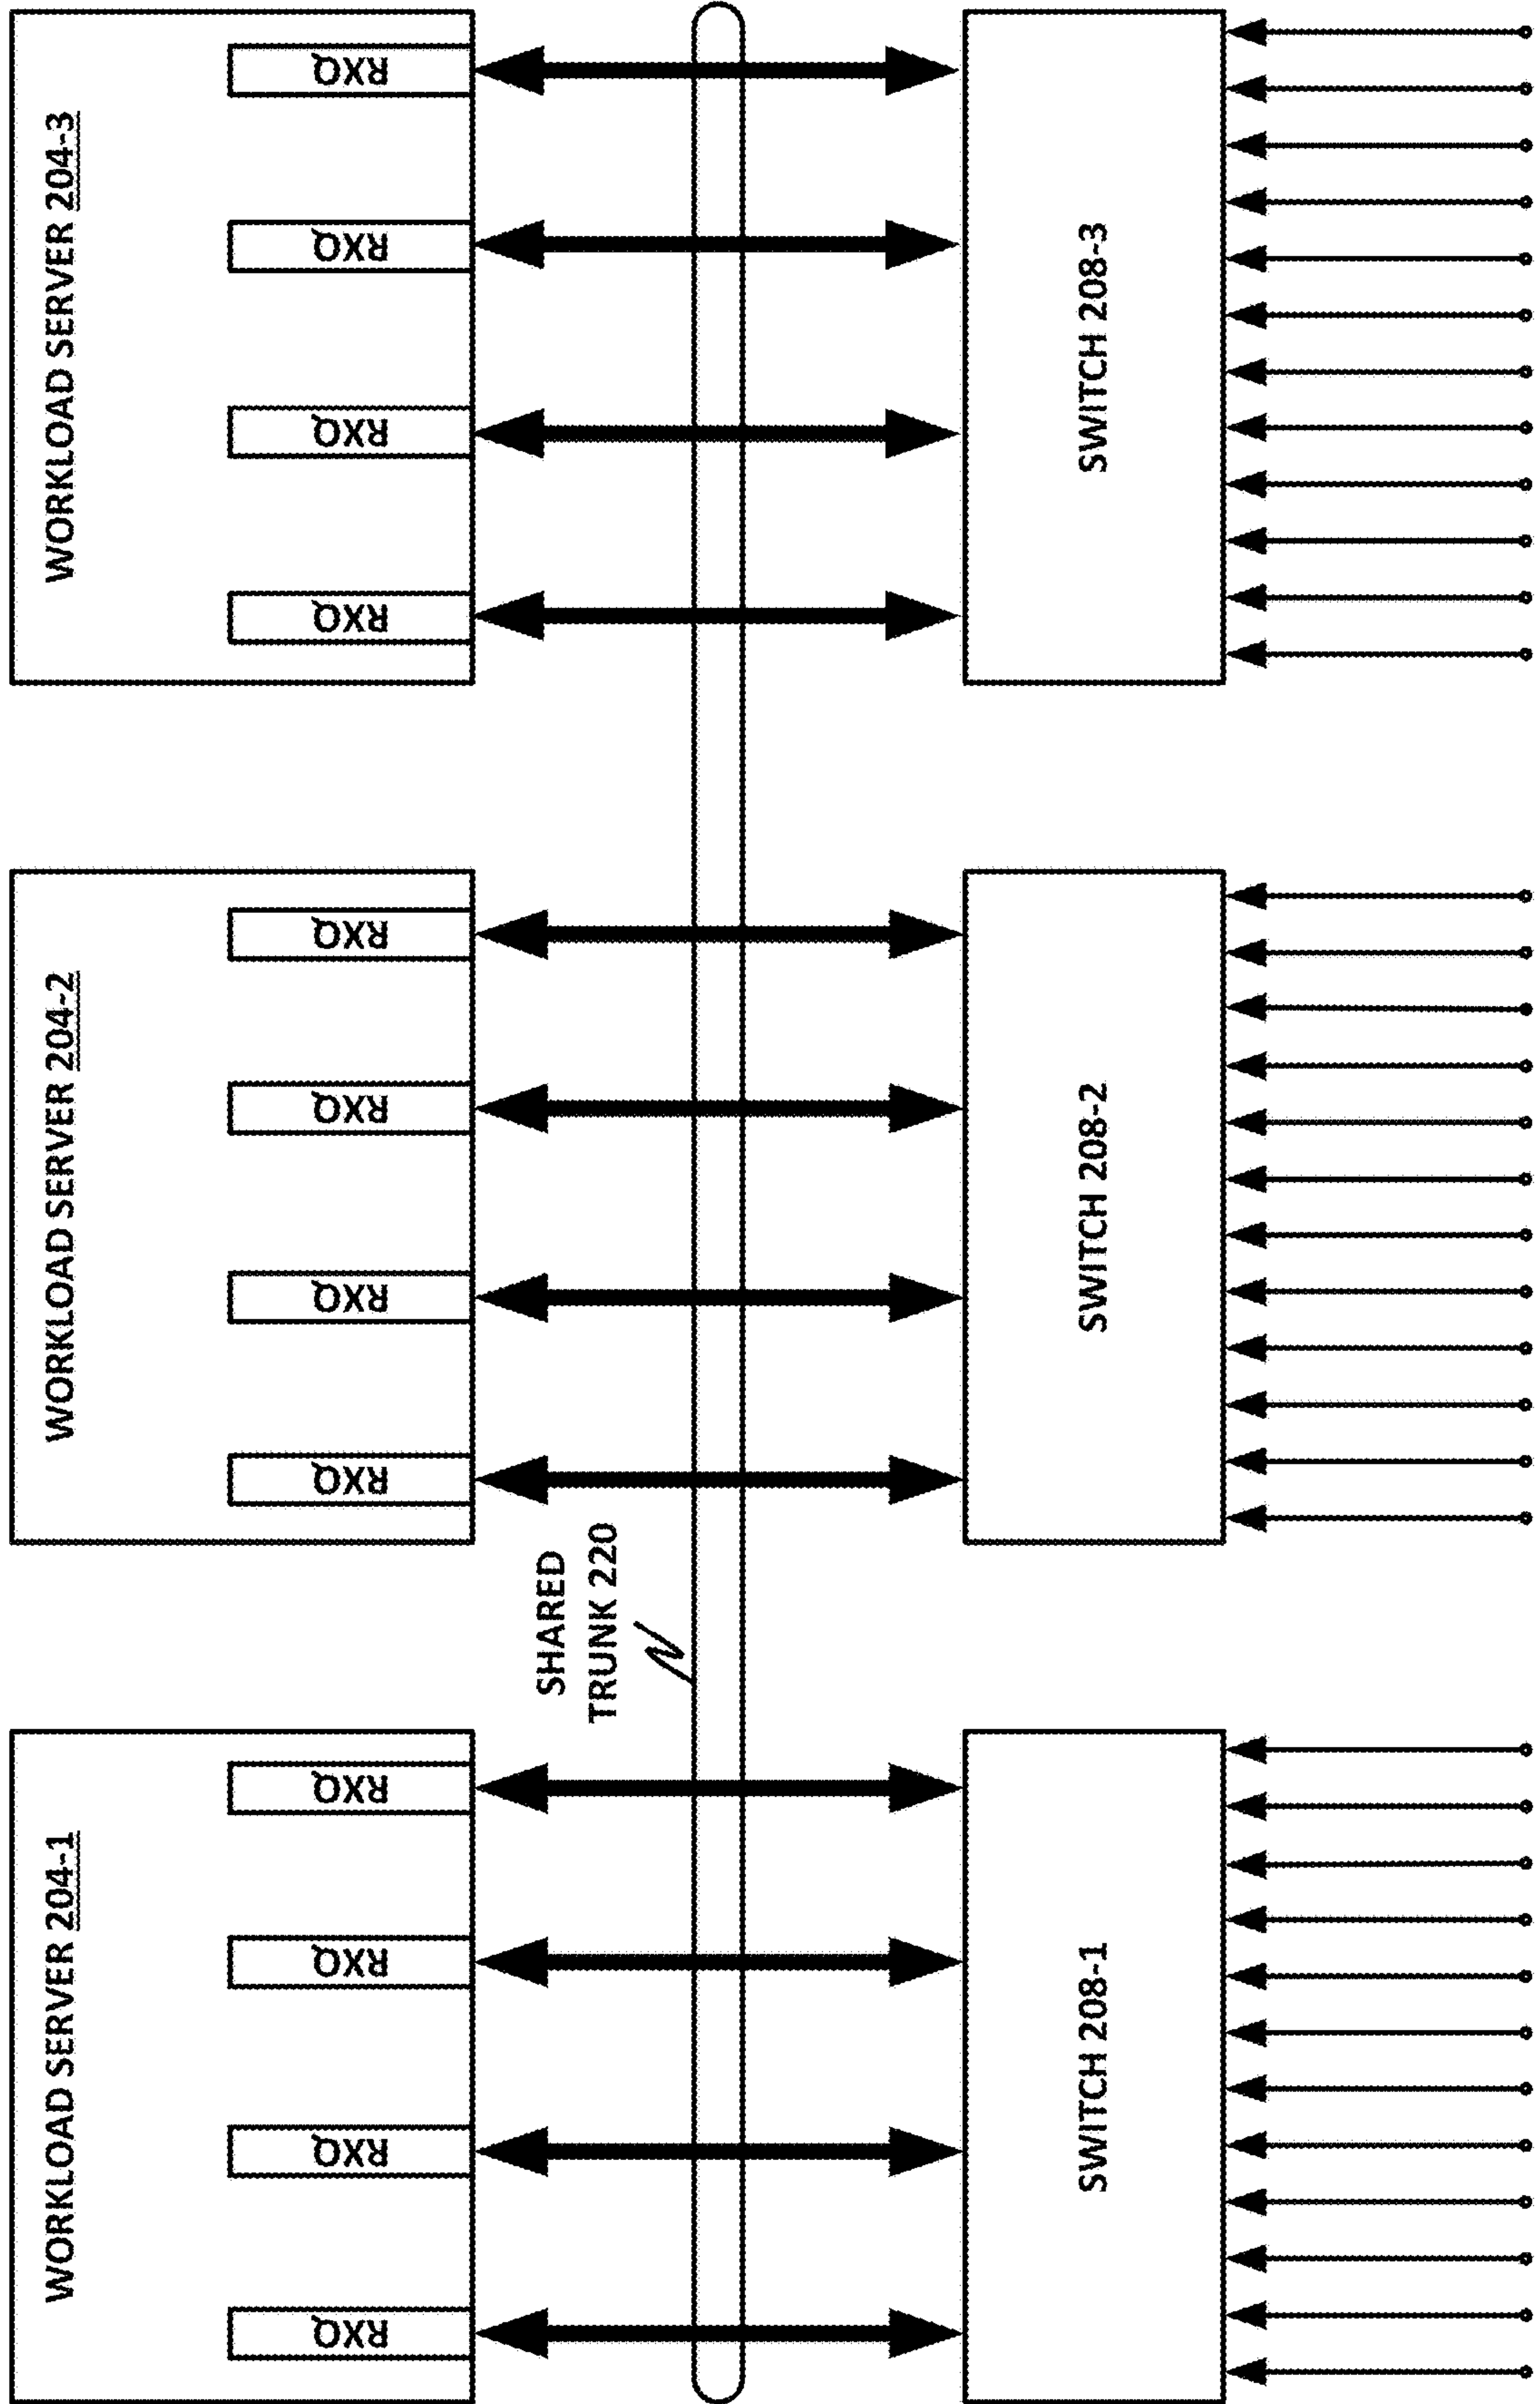 WORKLOAD SERVER 204-1
RXQ
RXQ
RXQ
RXQ
WORKLOAD SERVER 204-2
RXQ
RXQ
RXQ
RXQ
WORKLOAD SERVER 204-3
RXQ
RXQ
RXQ
RXQ
SHARED
TRUNK 220
SWITCH 208-1
SWITCH 208-2
SWITCH 208-3